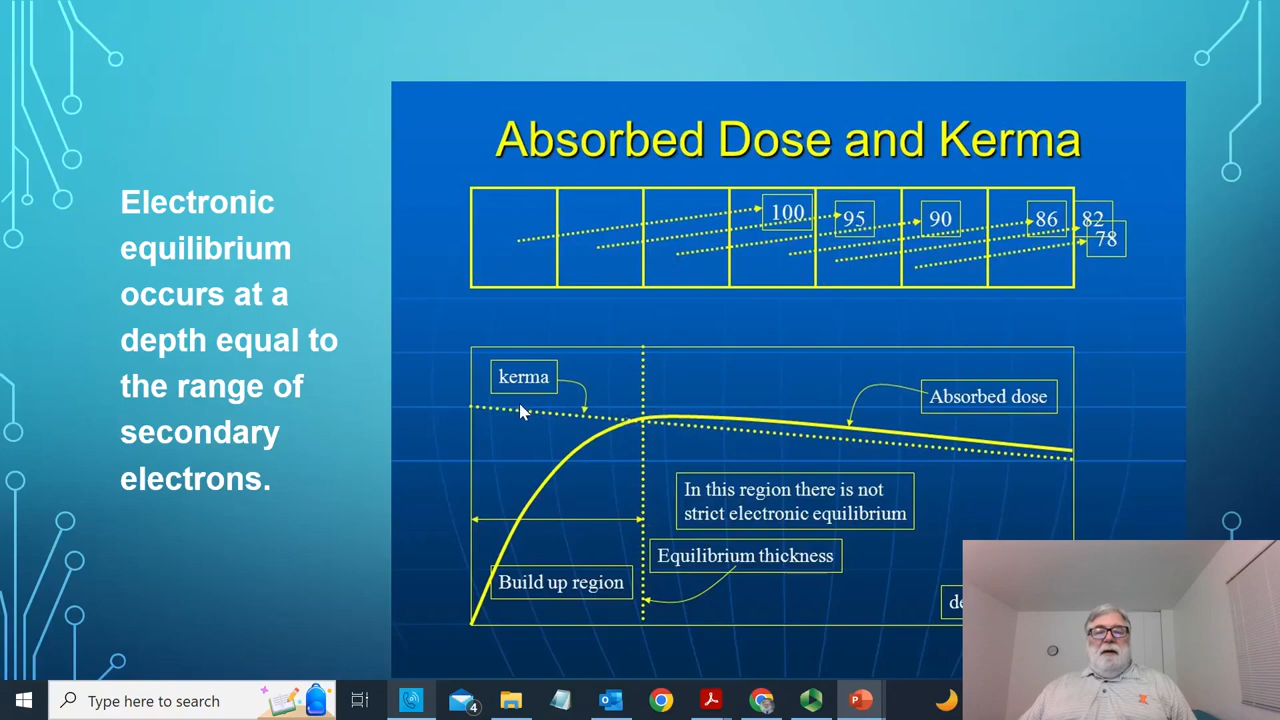 Electronic
equilibrium
occurs at a
depth equal to
the range of
secondary
electrons.
Absorbed Dose and Kerma
100
95
90
86
82
78
kerma
Absorbed dose
In this region there is not
strict electronic equilibrium
Equilibrium thickness
Build up region
Type here to search
4